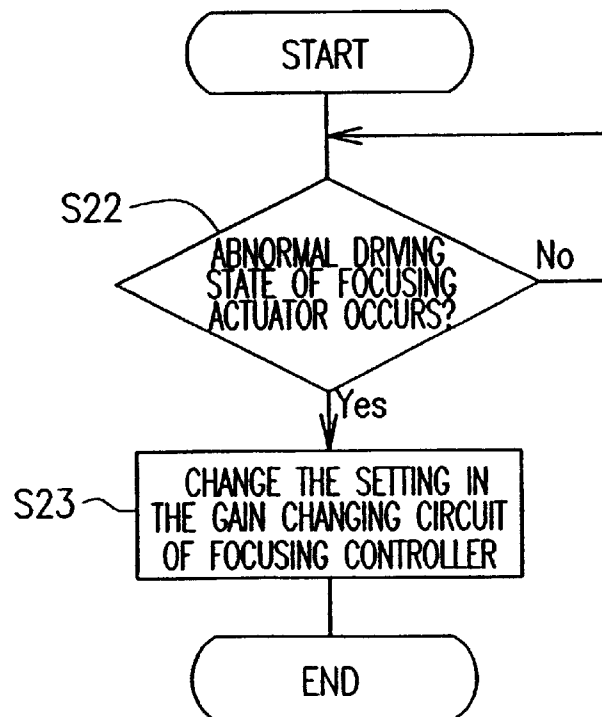 START
S22
ABNORMAL DRIVING
STATE OF FOCUSING
ACTUATOR OCCURS?
No
Yes
S23
CHANGE THE SETTING IN
THE GAIN CHANGING CIRCUIT
OF FOCUSING CONTROLLER
END